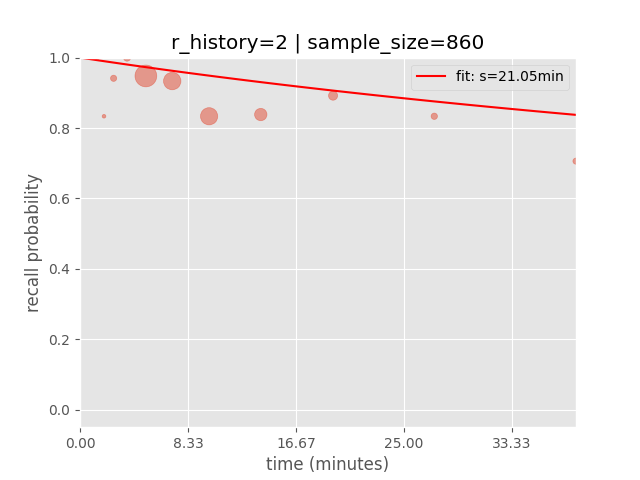 r_history=2 | sample_size=860
fit: s=21.05min
1.0
0.8
0.6
0.4
0.2
0.0
recall probability
0.00 8.33 16.67 25.00 33.33
time (minutes)